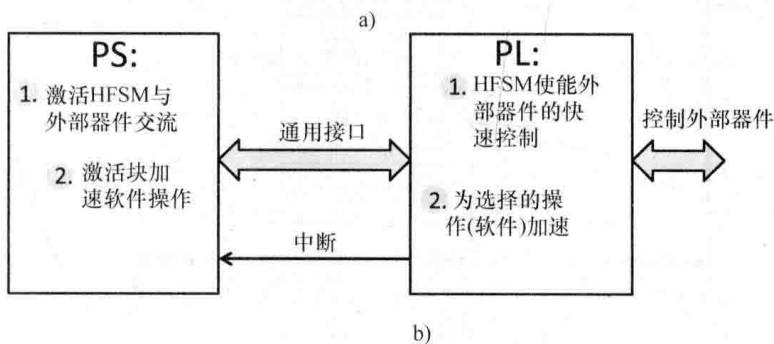 a)
PS:
1. 激活HFSM与
外部器件交流
2. 激活块加
速软件操作
通用接口
中断
PL:
1. HFSM使能外
部器件的快
速控制
2. 为选择的操
作(软件)加速
控制外部器件
b)